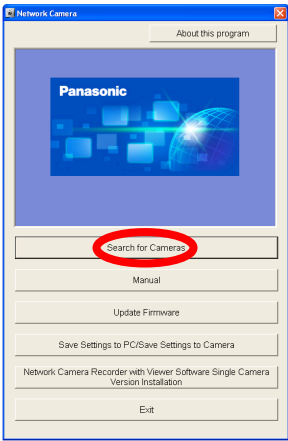 Network Camera
About this program
Panasonic
Search for Cameras
Manual
Update Firmware
Save Settings to PC/Save Settings to Camera
Network Camera Recorder with Viewer Software Single Camera
Version Installation
Exit